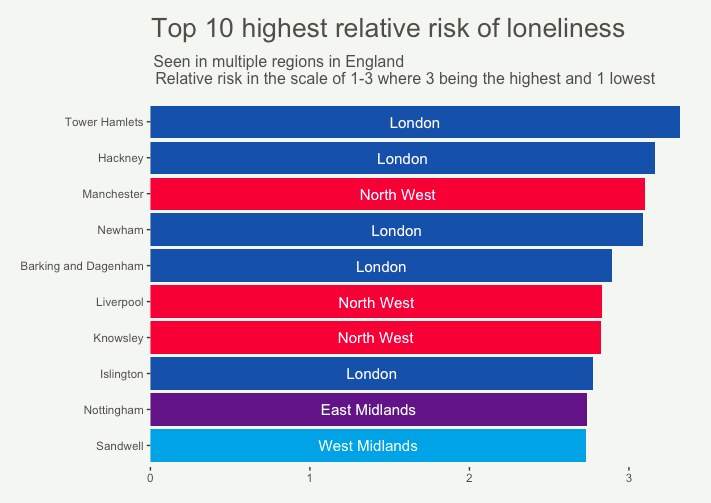 Top 10 highest relative risk of loneliness
Seen in multiple regions in England
Relative risk in the scale of 1-3 where 3 being the highest and 1 lowest
Tower Hamlets London
Hackney London
Manchester North West
Newham London
Barking and Dagenham London
Liverpool North West
Knowsley North West
Islington London
Nottingham East Midlands
Sandwell West Midlands
0 1 2 3